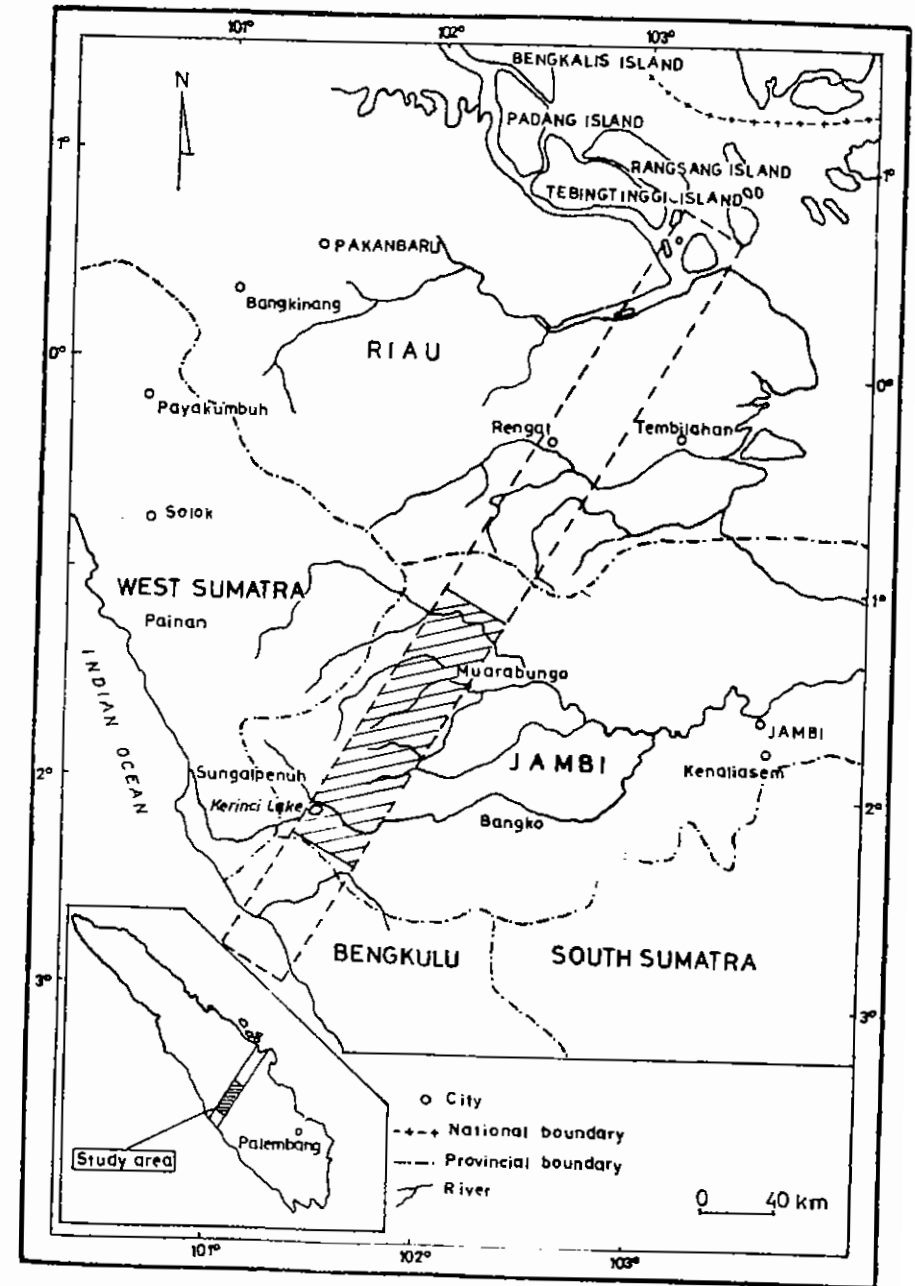 101°
102°
103°
N
BENGKALIS ISLAND
PADANG ISLAND
1°
RANGSANG ISLAND
1°
TEBINGTINGGI ISLAND
PAKANBARU
Bangkinang
RIAU
0°
0°
Payakumbuh
Rengat
Tembilahan
Solok
WEST SUMATRA
1°
Painan
INDIAN OCEAN
Muarabungo
JAMBI
2°
Sungaipenuh
JAMBI
Kenaliasem
Kerinci Lake
2°
Bangko
BENGKULU
SOUTH SUMATRA
3°
3°
City
National boundary
Palembang
Study area
Provincial boundary
River
0 40 km
101°
102°
103°